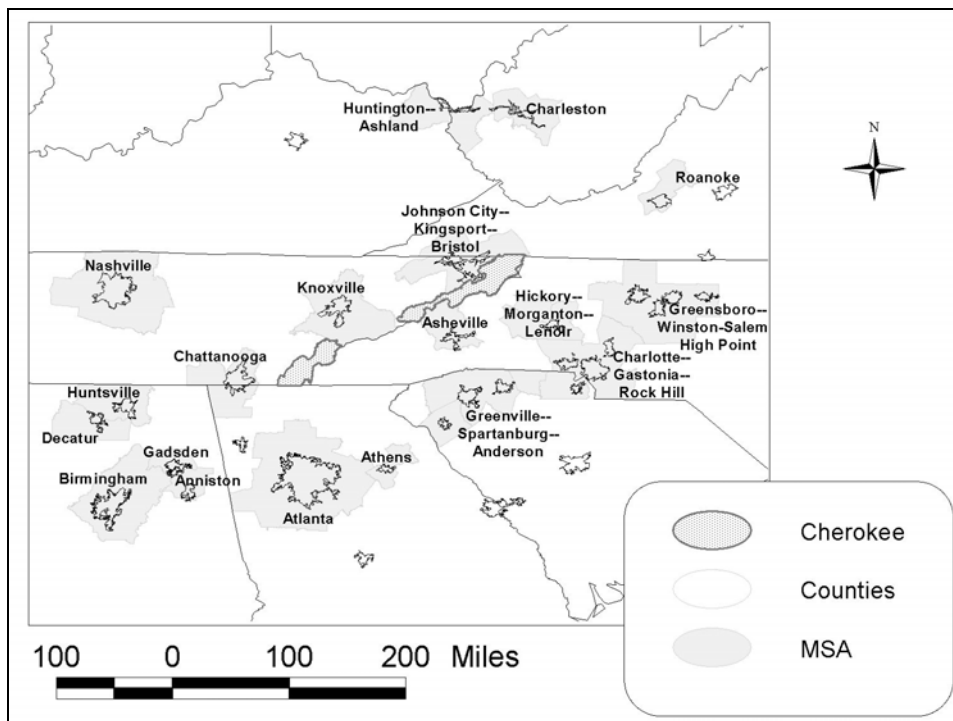 Huntington--
Ashland
Charleston
N
Roanoke
Johnson City--
Kingsport--
Bristol
Nashville
Knoxville
Hickory--
Morganton--
Lenoir
Asheville
Greensboro--
Winston-Salem
High Point
Chattanooga
Charlotte--
Gastonia--
Rock Hill
Huntsville
Decatur
Greenville--
Spartanburg--
Anderson
Gadsden
Birmingham
Anniston
Athens
Atlanta
Cherokee
Counties
MSA
100 0 100 200 Miles